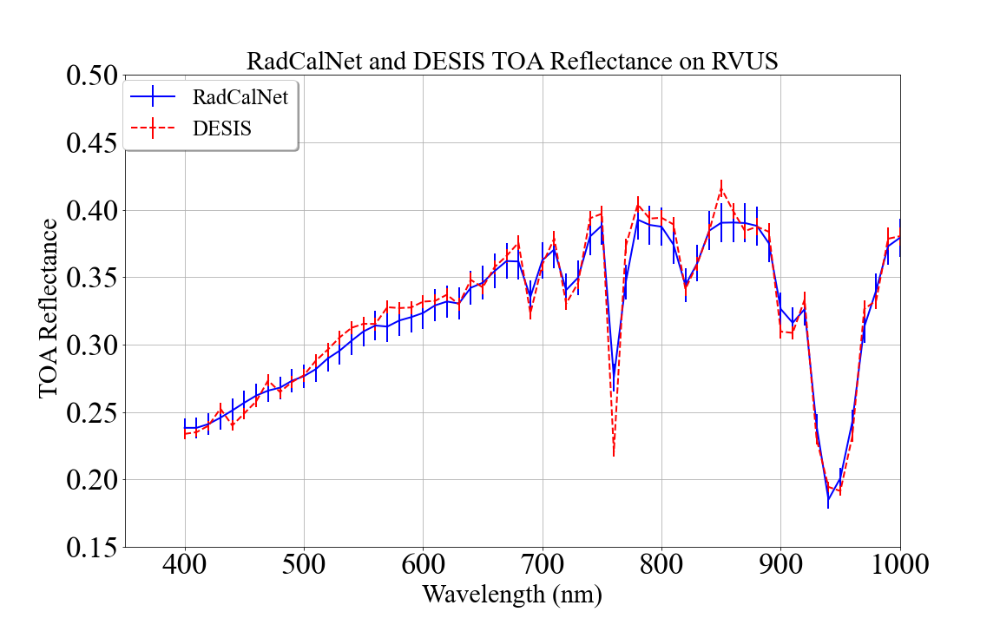 RadCalNet and DESIS TOA Reflectance on RVUS
0.50
RadCalNet
DESIS
0.45
0.40
0.35
0.30
0.25
0.20
0.15
TOA Reflectance
400 500 600 700 800 900 1000
Wavelength (nm)